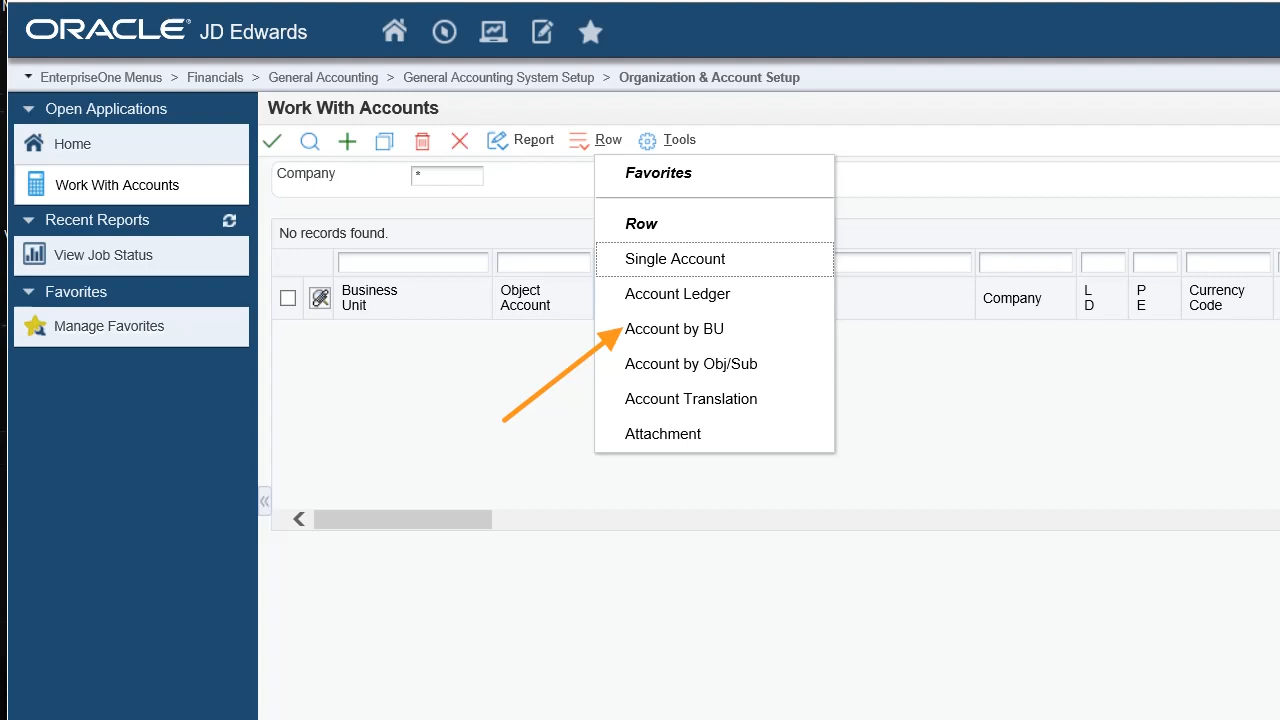 ORACLE® JD Edwards
EnterpriseOne Menus > Financials > General Accounting > General Accounting System Setup > Organization & Account Setup
Open Applications
Home
Work With Accounts
Recent Reports
View Job Status
Favorites
Manage Favorites
Work With Accounts
Report Row Tools
Company *
Favorites
Row
Single Account
Account Ledger
Account by BU
Account by Obj/Sub
Account Translation
Attachment
No records found.
Business Unit
Object Account
Company
L D
P E
Currency Code